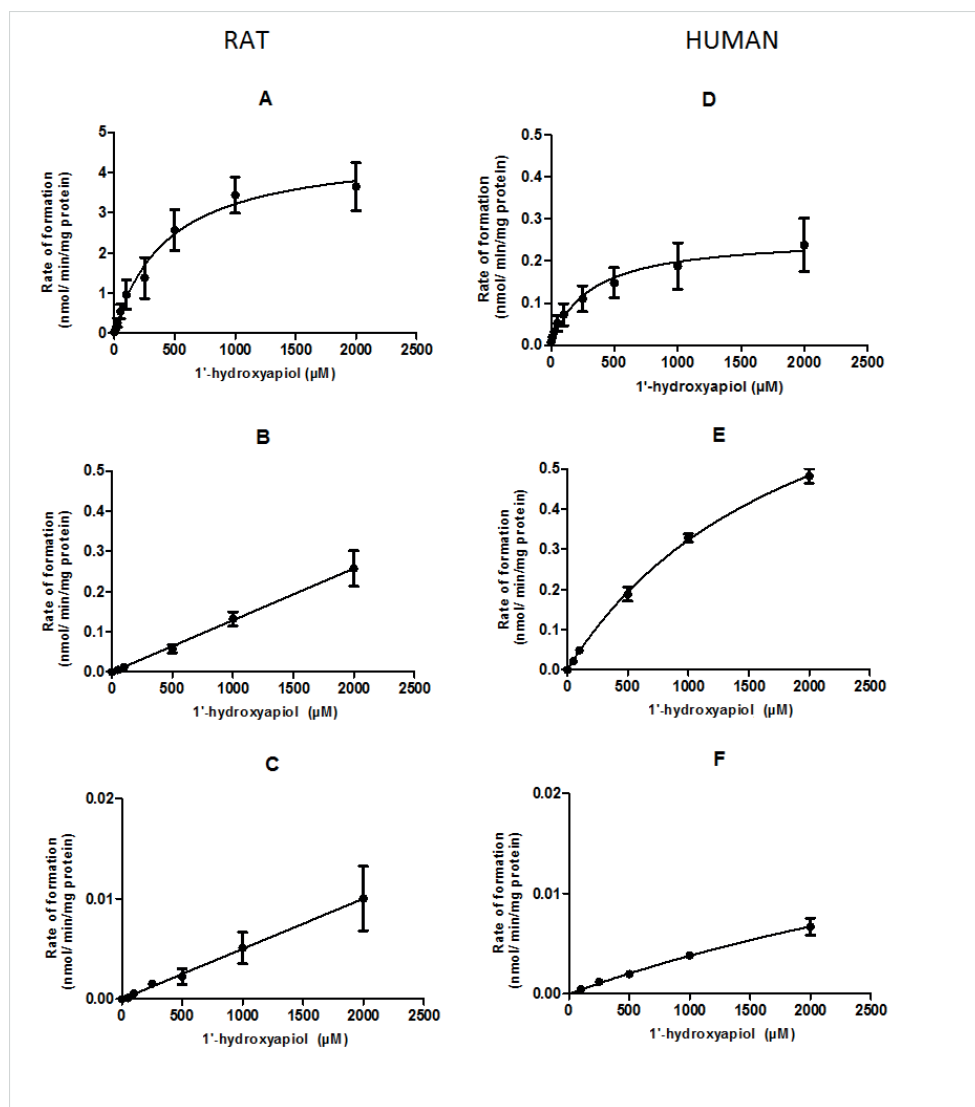 RAT
HUMAN
A
Rate of formation
(nmol/ min/mg protein)
5
4
3
2
1
0
0 500 1000 1500 2000 2500
1'-hydroxyapiol (µM)
D
Rate of formation
(nmol/ min/mg protein)
0.5
0.4
0.3
0.2
0.1
0.0
0 500 1000 1500 2000 2500
1'-hydroxyapiol (µM)
B
Rate of formation
(nmol/ min/mg protein)
0.5
0.4
0.3
0.2
0.1
0.0
0 500 1000 1500 2000 2500
1'-hydroxyapiol (µM)
E
Rate of formation
(nmol/ min/mg protein)
0.5
0.4
0.3
0.2
0.1
0.0
0 500 1000 1500 2000 2500
1'-hydroxyapiol (µM)
C
Rate of formation
(nmol/ min/mg protein)
0.02
0.01
0.00
0 500 1000 1500 2000 2500
1'-hydroxyapiol (µM)
F
Rate of formation
(nmol/ min/mg protein)
0.02
0.01
0.00
0 500 1000 1500 2000 2500
1'-hydroxyapiol (µM)